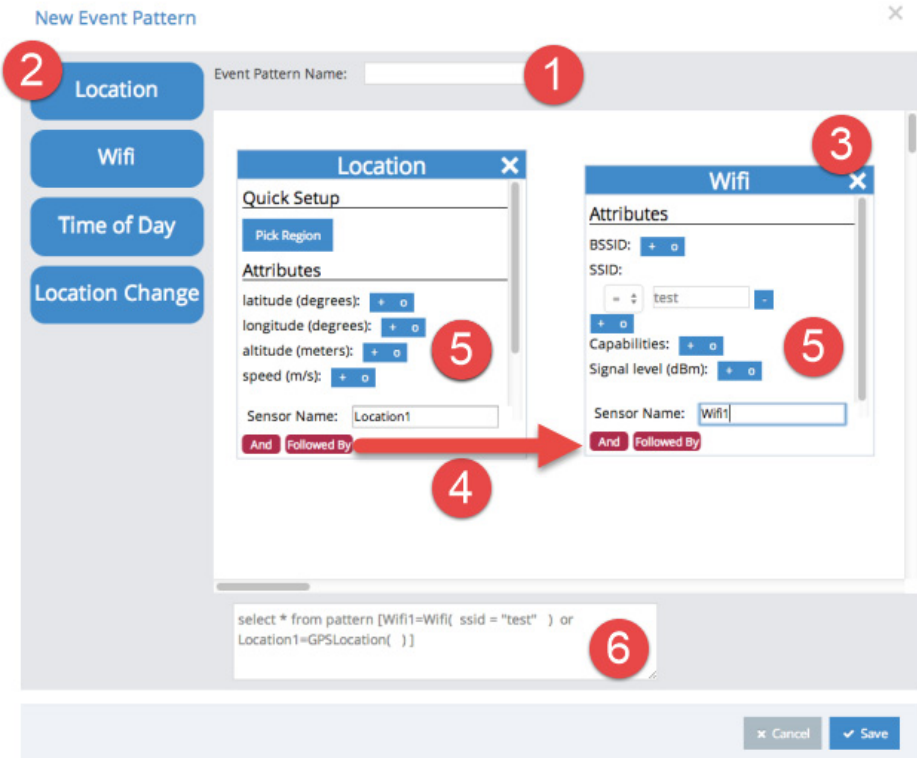 New Event Pattern
×
2
Location
Wifi
Time of Day
Location Change
Event Pattern Name:
1
Location ×
Quick Setup
Pick Region
Attributes
latitude (degrees): + o
longitude (degrees): + o
altitude (meters): + o
speed (m/s): + o
5
Sensor Name: Location1
And Followed By
4
3
Wifi ×
Attributes
BSSID: + o
SSID:
= test -
+ o
Capabilities: + o
Signal level (dBm): + o
5
Sensor Name: Wifi1
And Followed By
select * from pattern [Wifi1=Wifi( ssid = "test" ) or
Location1=GPSLocation( ) ]
6
× Cancel
✔ Save